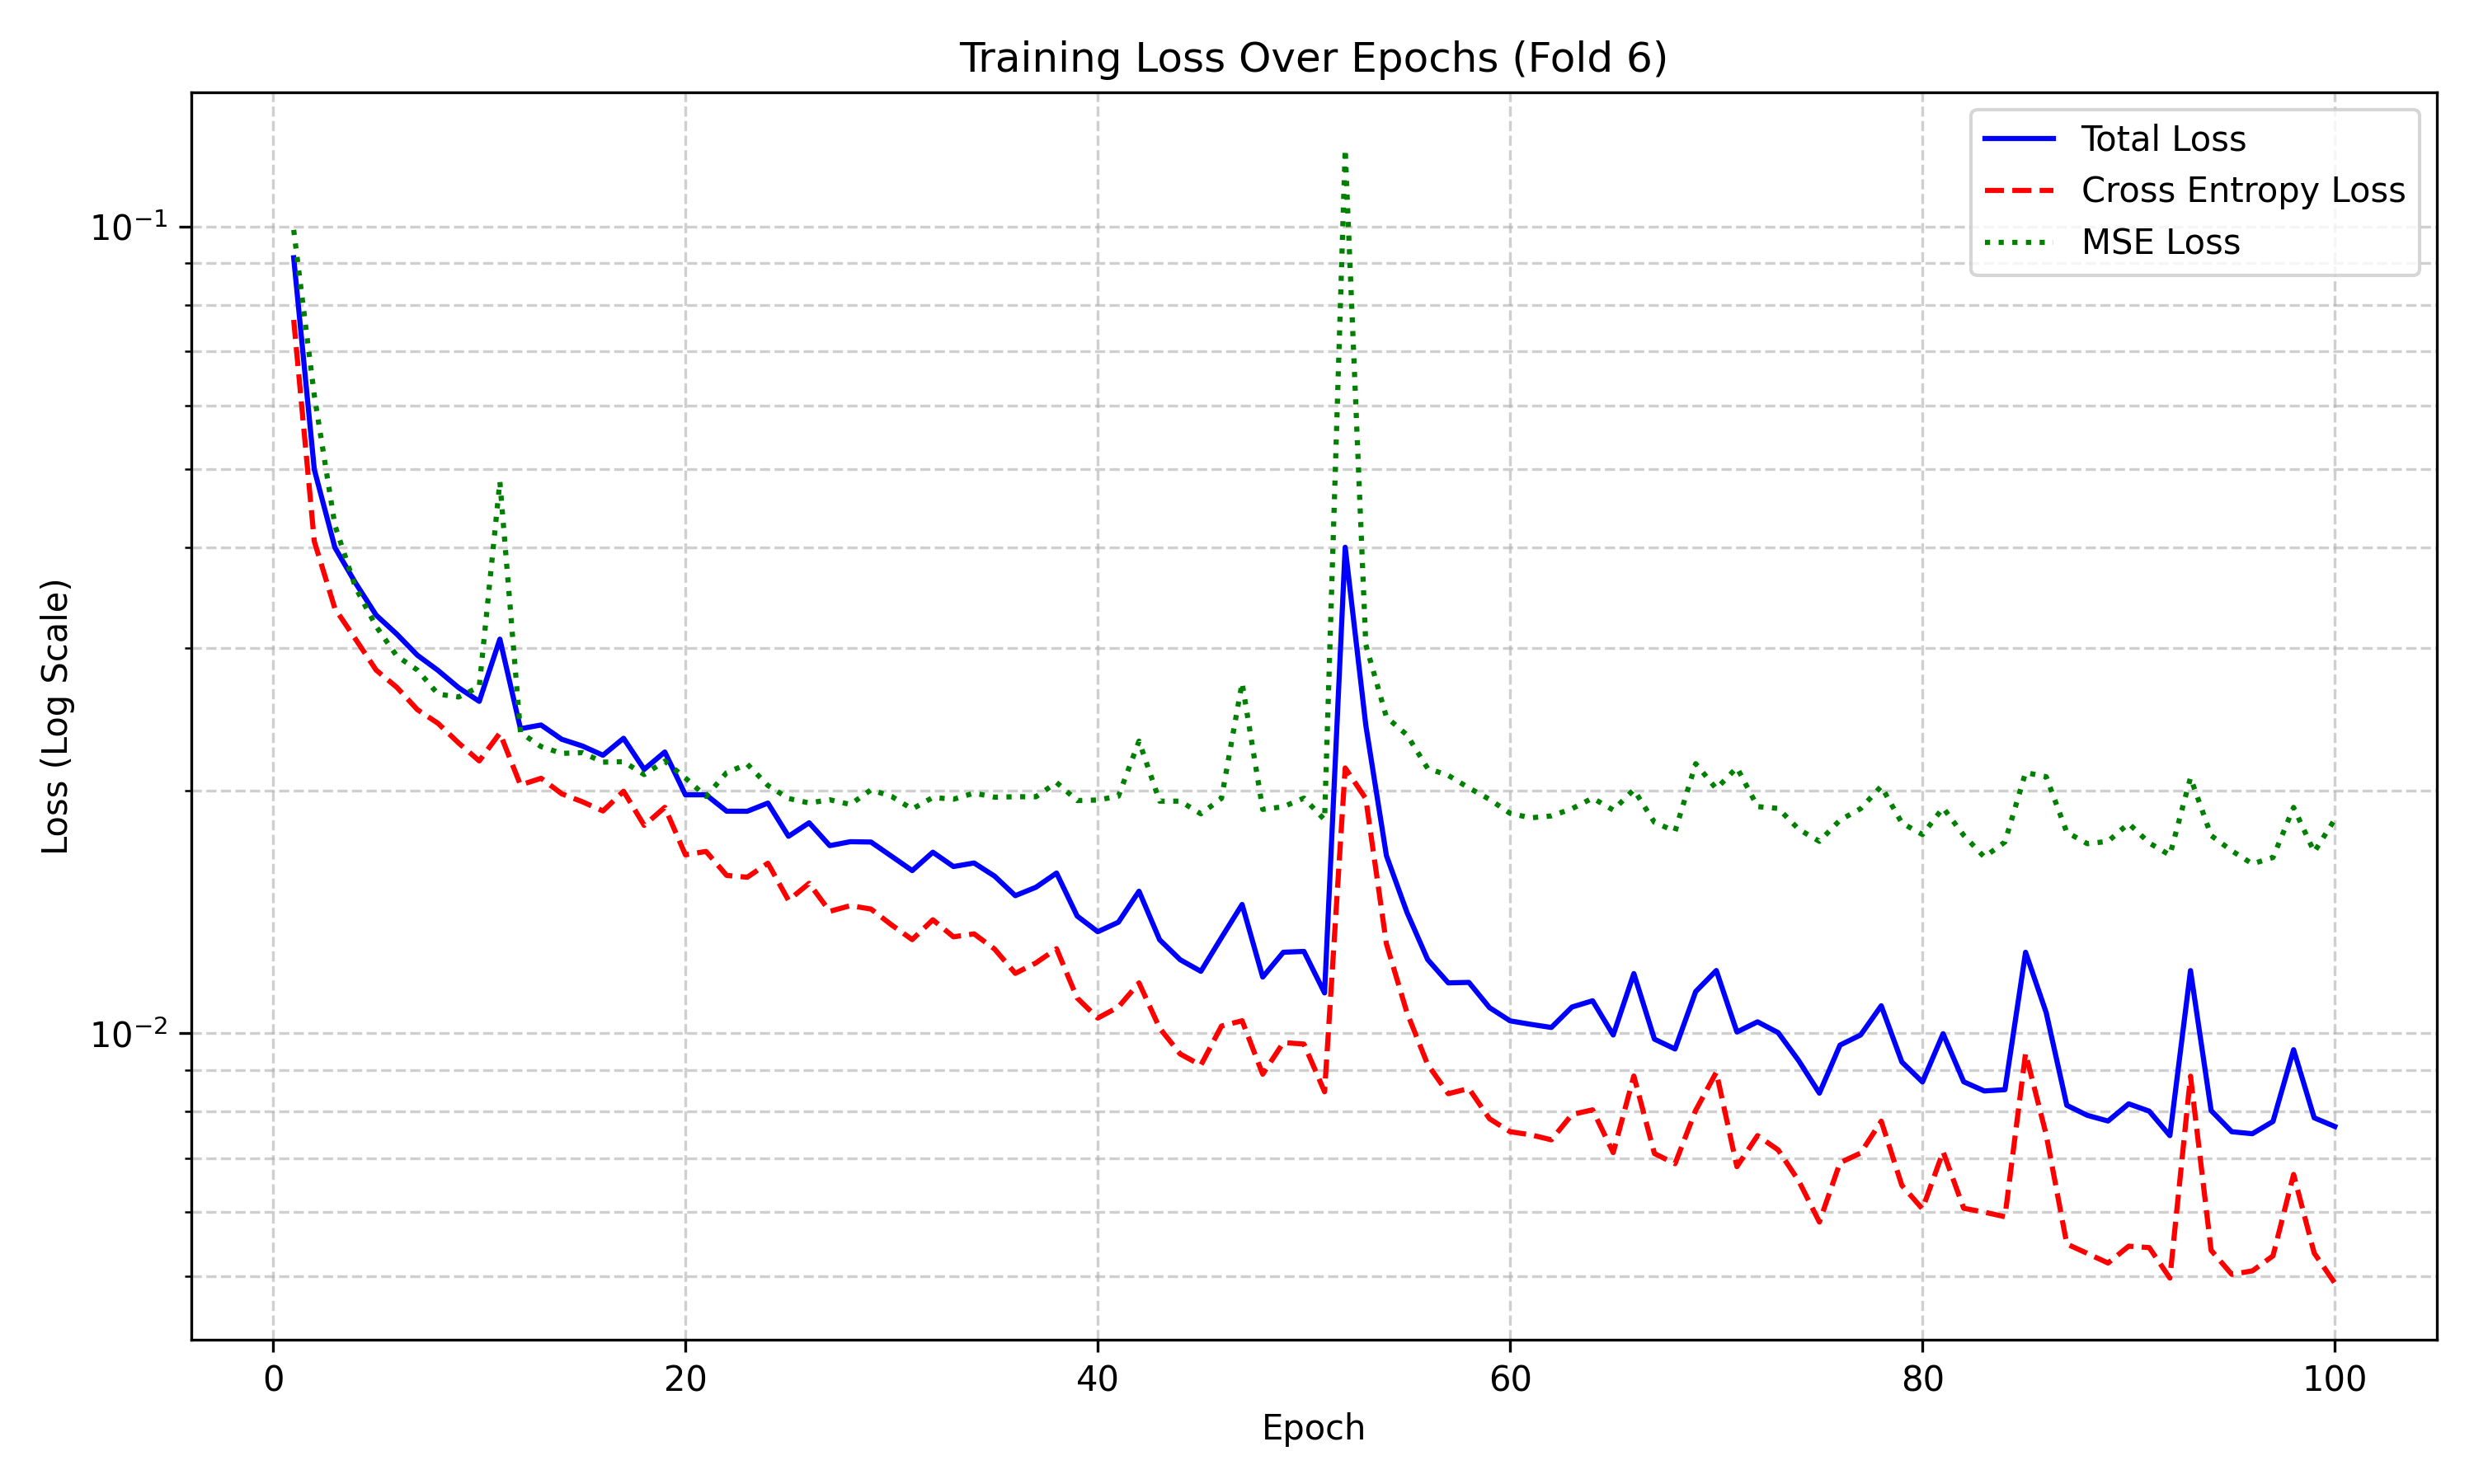 Training Loss Over Epochs (Fold 6)
Total Loss
Cross Entropy Loss
MSE Loss
Loss (Log Scale)
10⁻¹
10⁻²
0 20 40 60 80 100
Epoch